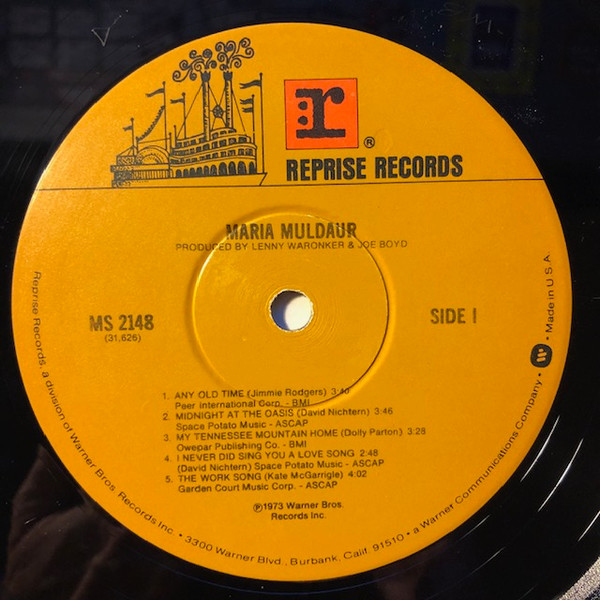 r
®
REPRISE RECORDS
MARIA MULDAUR
PRODUCED BY LENNY WARONKER & JOE BOYD
MS 2148
(31,626)
SIDE 1
1. ANY OLD TIME (Jimmie Rodgers)
Peer International Corp. - BMI
2. MIDNIGHT AT THE OASIS (David Nichtern) 3:46
Space Potato Music - ASCAP
3. MY TENNESSEE MOUNTAIN HOME (Dolly Parton) 3:28
Owepar Publishing Co. - BMI
4. I NEVER DID SING YOU A LOVE SONG 2:48
(David Nichtern) Space Potato Music - ASCAP
5. THE WORK SONG (Kate McGarrigle) 4:02
Garden Court Music Corp. - ASCAP
℗1973 Warner Bros.
Records Inc.
Reprise Records, a division of Warner Bros. Records Inc. • 3300 Warner Blvd., Burbank, Calif. 91510 • a Warner Communications Company • W • Made in U.S.A.